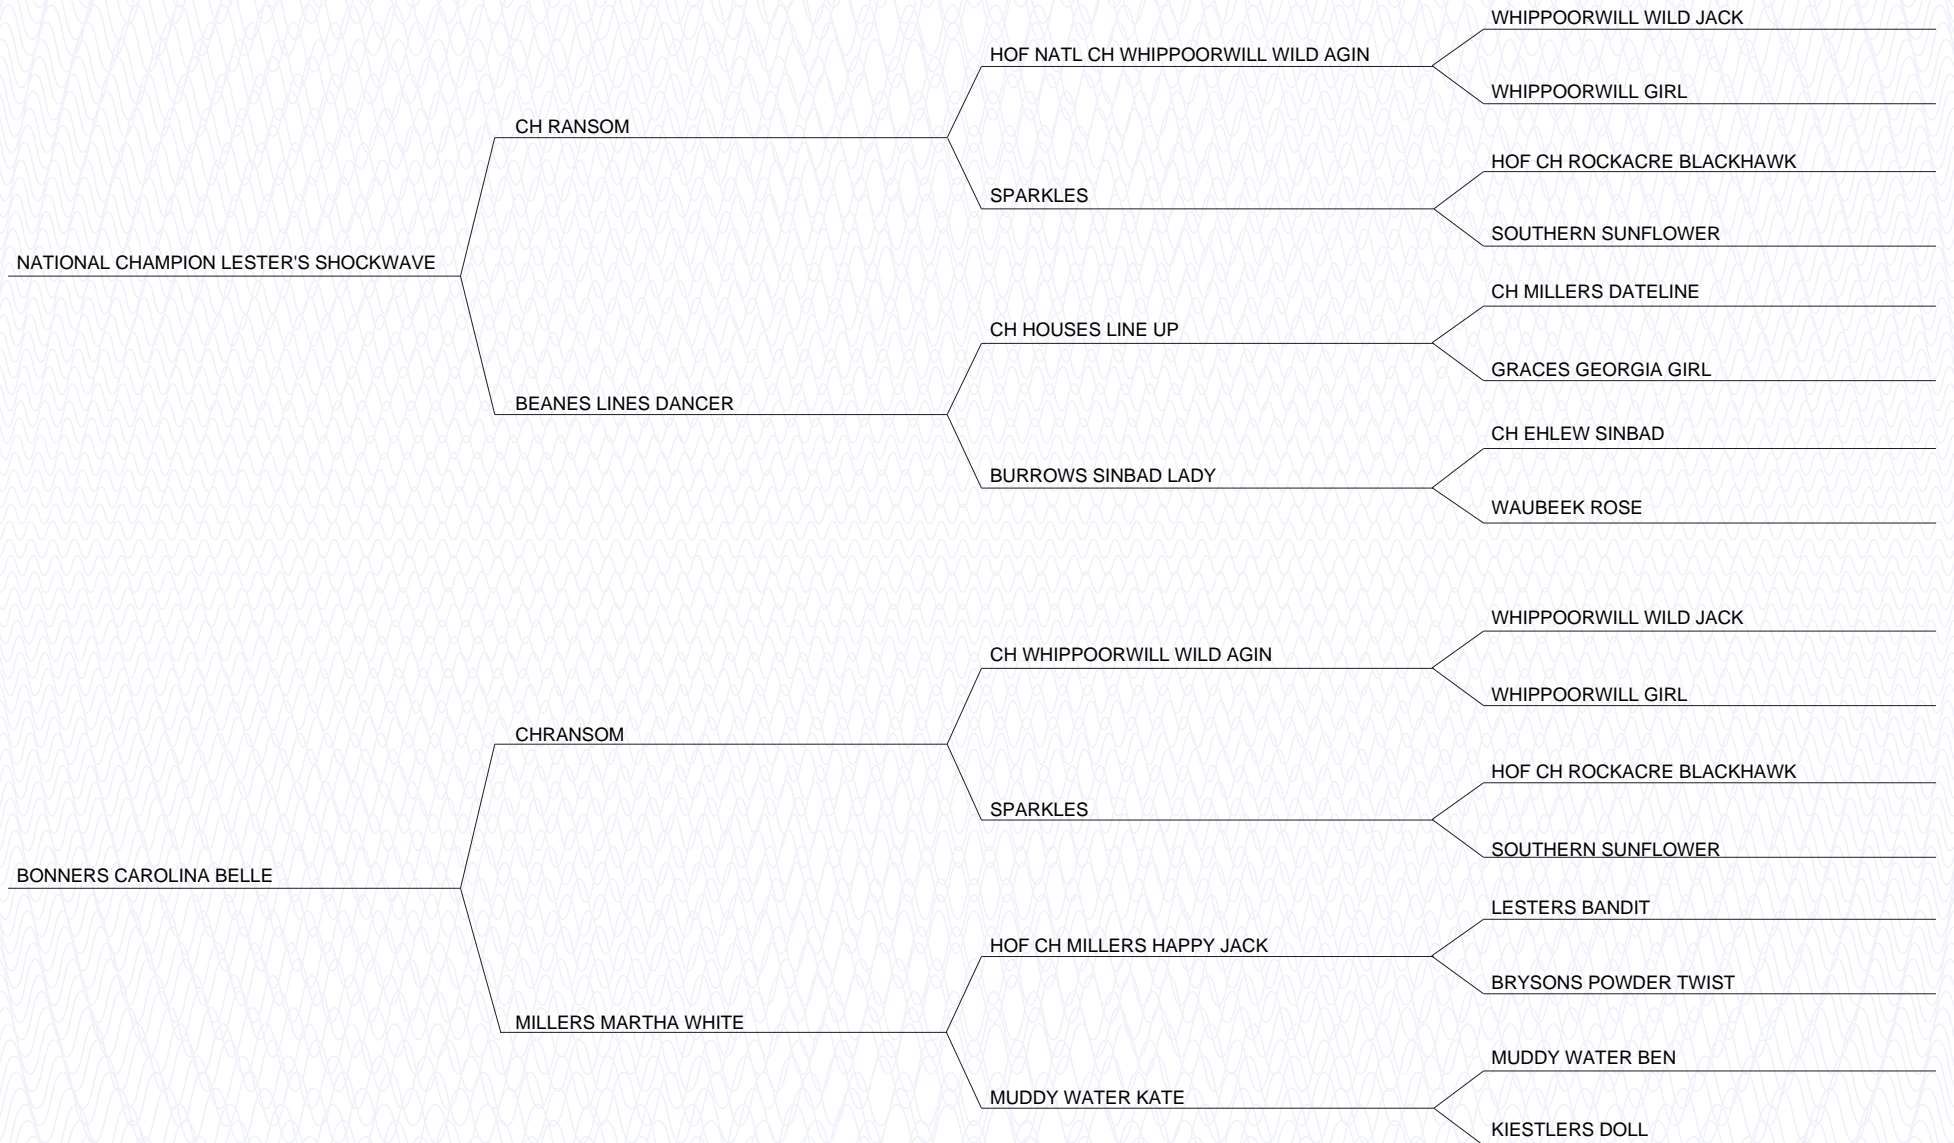 WHIPPOORWILL WILD JACK
HOF NATL CH WHIPPOORWILL WILD AGIN
WHIPPOORWILL GIRL
CH RANSOM
HOF CH ROCKACRE BLACKHAWK
SPARKLES
SOUTHERN SUNFLOWER
NATIONAL CHAMPION LESTER'S SHOCKWAVE
CH MILLERS DATELINE
CH HOUSES LINE UP
GRACES GEORGIA GIRL
BEANES LINES DANCER
CH EHLEW SINBAD
BURROWS SINBAD LADY
WAUBEEK ROSE
WHIPPOORWILL WILD JACK
CH WHIPPOORWILL WILD AGIN
WHIPPOORWILL GIRL
CHRANSOM
HOF CH ROCKACRE BLACKHAWK
SPARKLES
SOUTHERN SUNFLOWER
BONNERS CAROLINA BELLE
LESTERS BANDIT
HOF CH MILLERS HAPPY JACK
BRYSONS POWDER TWIST
MILLERS MARTHA WHITE
MUDDY WATER BEN
MUDDY WATER KATE
KIESTLERS DOLL